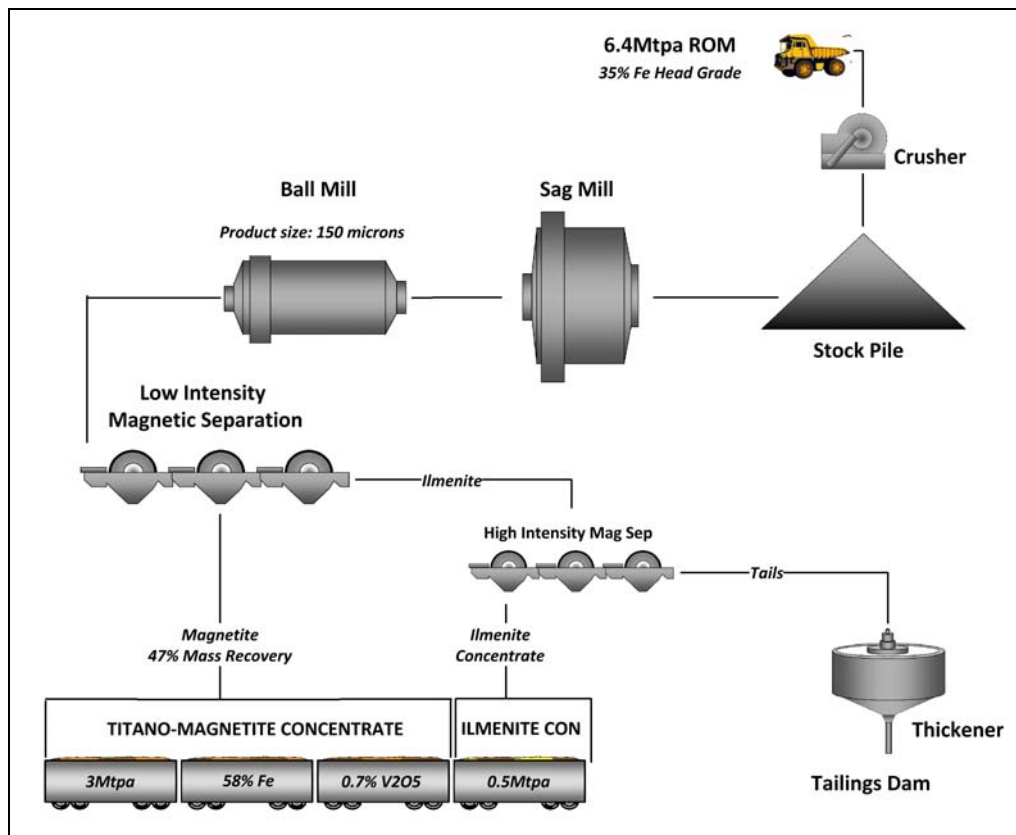 6.4Mtpa ROM
35% Fe Head Grade
Crusher
Ball Mill
Sag Mill
Product size: 150 microns
Stock Pile
Low Intensity
Magnetic Separation
Ilmenite
High Intensity Mag Sep
Tails
Magnetite
47% Mass Recovery
Ilmenite
Concentrate
TITANO-MAGNETITE CONCENTRATE
ILMENITE CON
Thickener
3Mtpa
58% Fe
0.7% V2O5
0.5Mtpa
Tailings Dam